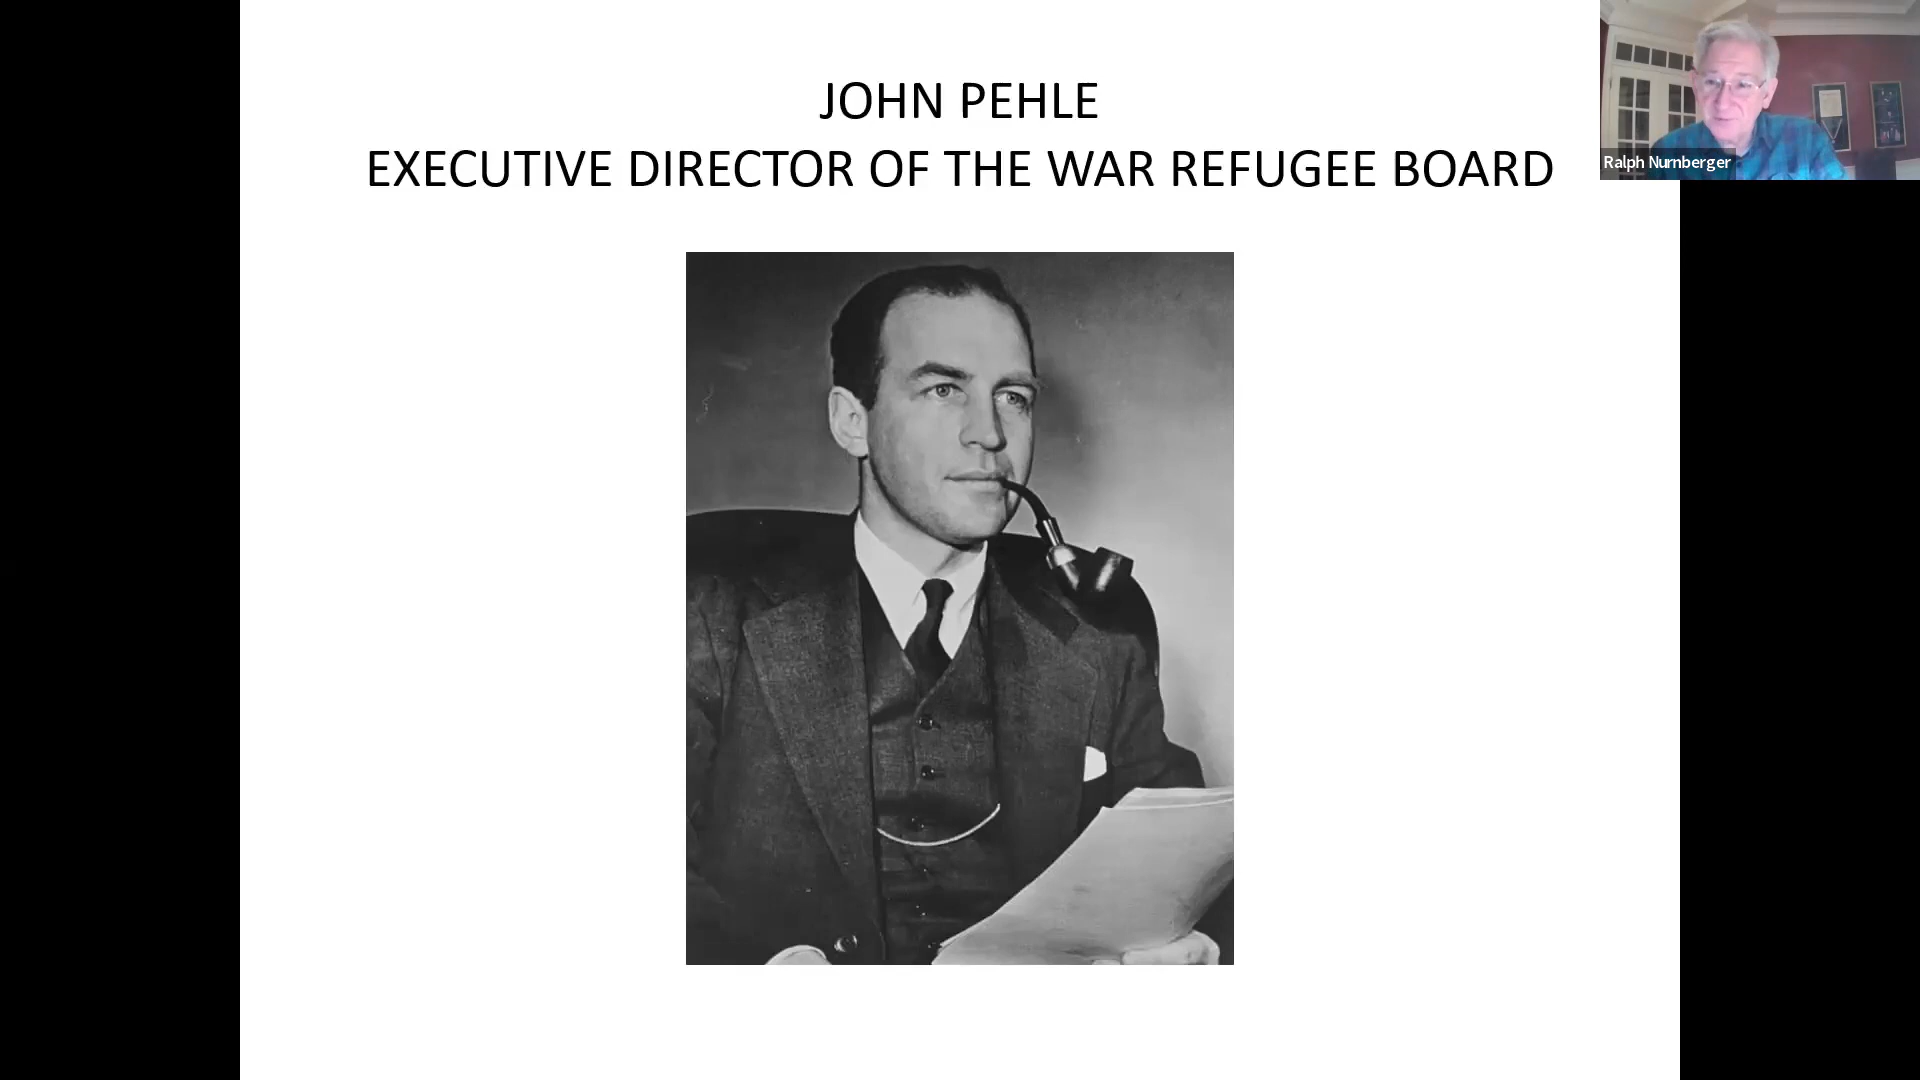 JOHN PEHLE
EXECUTIVE DIRECTOR OF THE WAR REFUGEE BOARD
Ralph Nurnberger